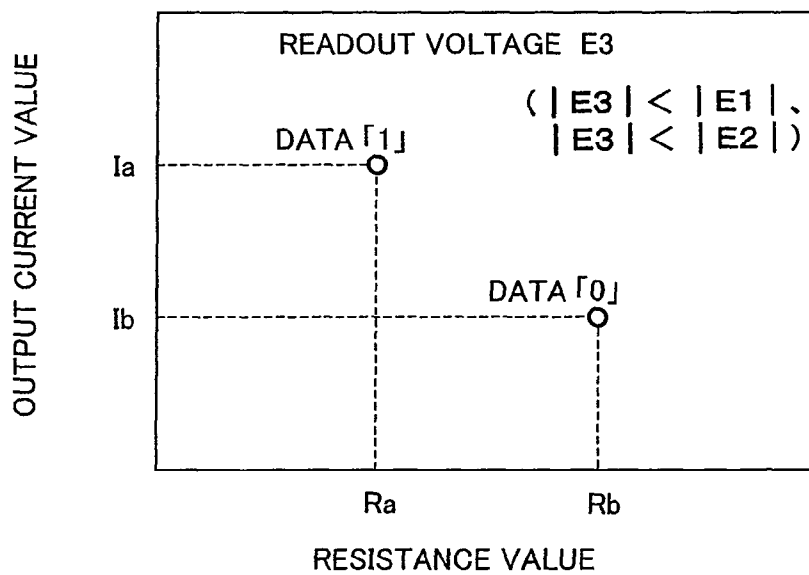 READOUT VOLTAGE E3
(|E3|<|E1|、
|E3|<|E2|)
DATA「1」
Ia
DATA「0」
Ib
OUTPUT CURRENT VALUE
Ra
Rb
RESISTANCE VALUE